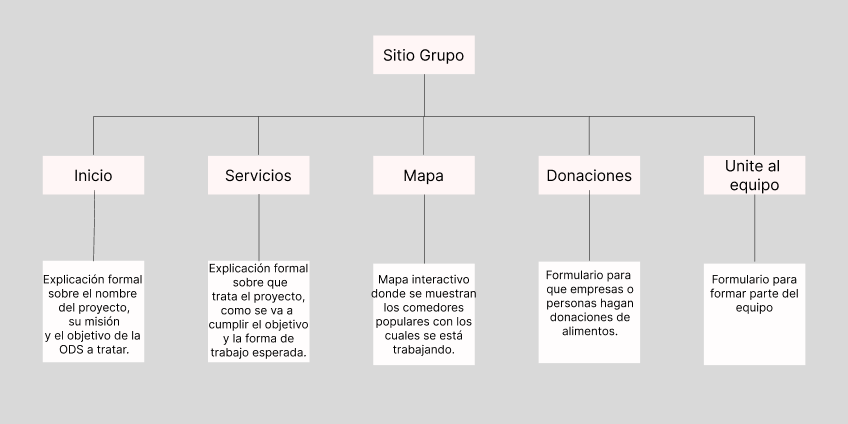 Sitio Grupo
Inicio
Servicios
Mapa
Donaciones
Unite al
equipo
Explicación formal
sobre el nombre
del proyecto,
su misión
y el objetivo de la
ODS a tratar.
Explicación formal
sobre que
trata el proyecto,
como se va a
cumplir el objetivo
y la forma de
trabajo esperada.
Mapa interactivo
donde se muestran
los comedores
populares con los
cuales se está
trabajando.
Formulario para
que empresas o
personas hagan
donaciones de
alimentos.
Formulario para
formar parte del
equipo